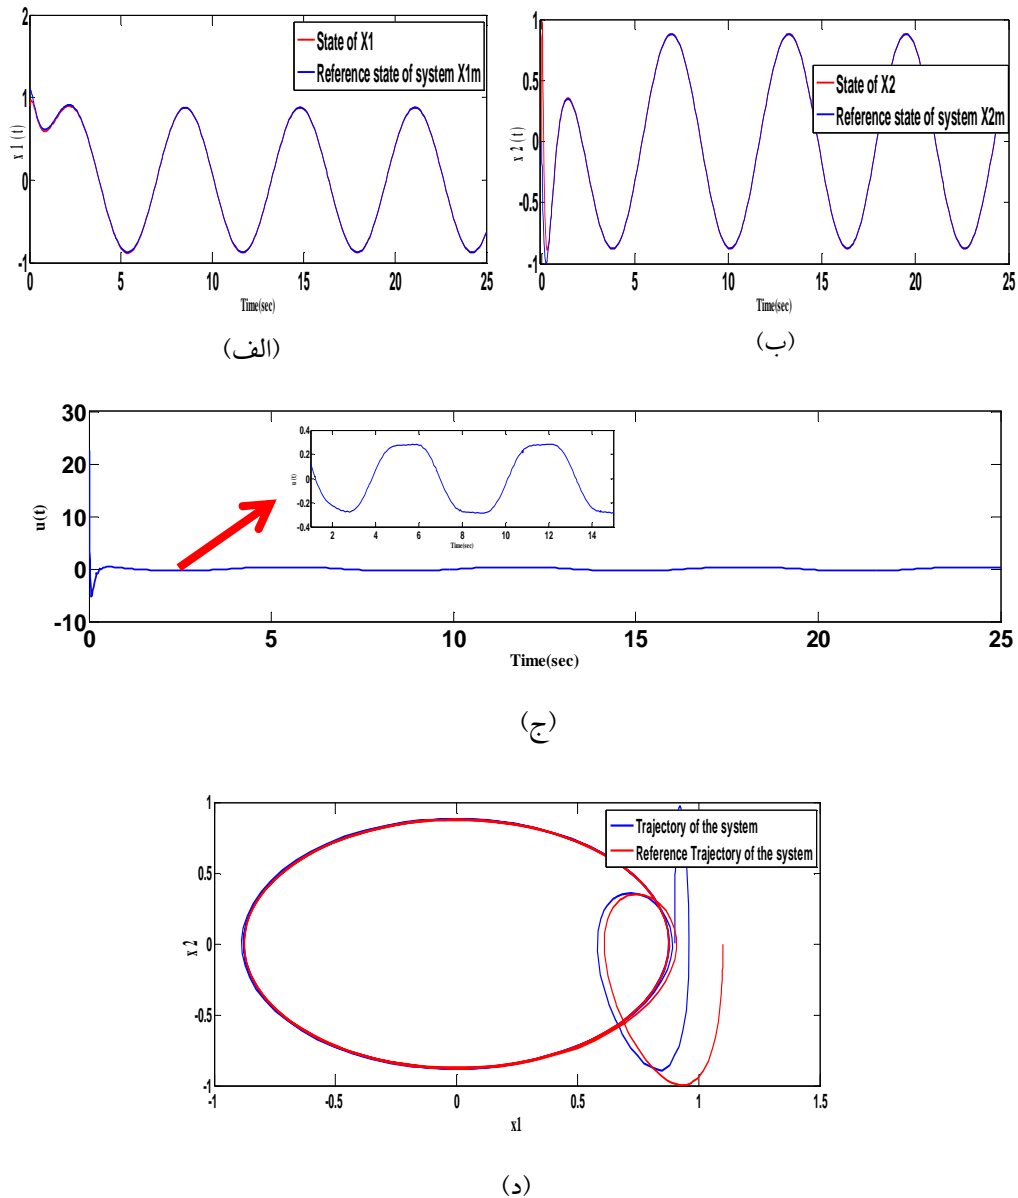 2
1
0
-1
x 1 (t)
State of X1
Reference state of system X1m
0 5 10 15 20 25
Time(sec)
(الف)
1
0.5
0
-0.5
-1
x 2 (t)
State of X2
Reference state of system X2m
0 5 10 15 20 25
Time(sec)
(ب)
30
20
10
0
-10
u(t)
0.4
0.2
0
-0.2
-0.4
u (t)
2 4 6 8 10 12 14
Time(sec)
0 5 10 15 20 25
Time(sec)
(ج)
1
0.5
0
-0.5
-1
x 2
Trajectory of the system
Reference Trajectory of the system
-1 -0.5 0 0.5 1 1.5
x1
(د)